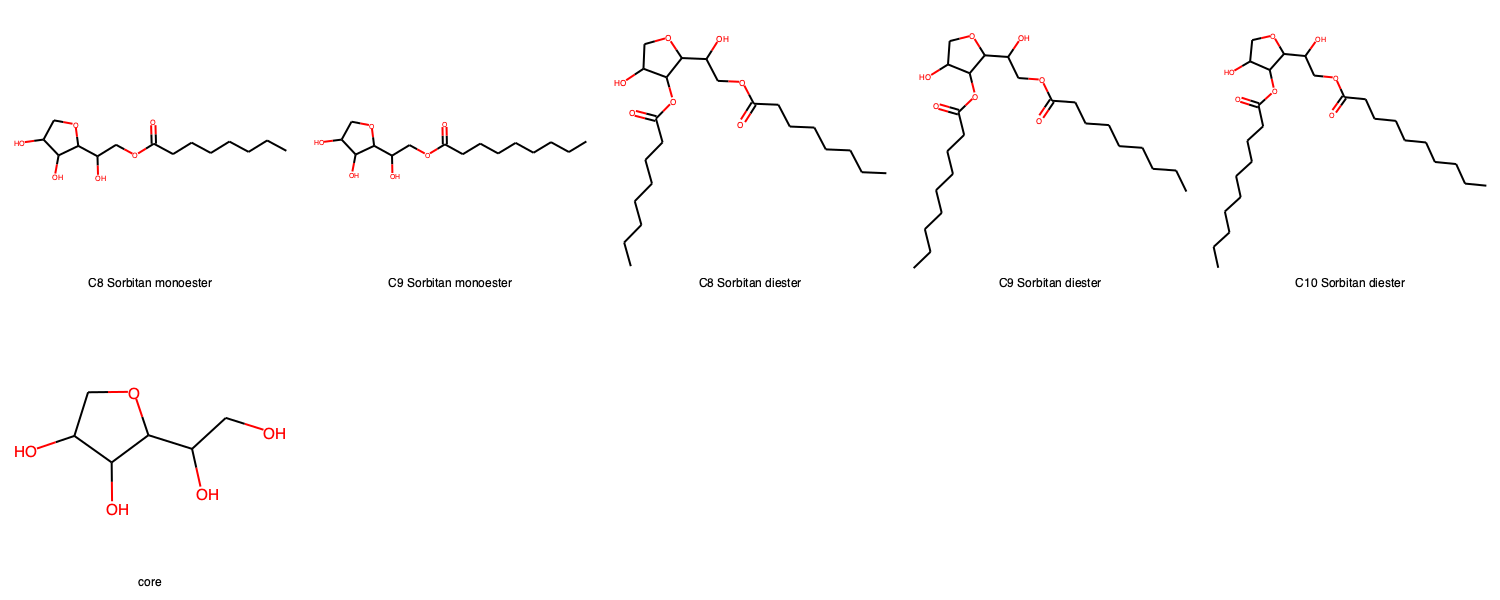 O
HO
OH
OH
O
O
C8 Sorbitan monoester
O
HO
OH
OH
O
O
C9 Sorbitan monoester
O
OH
HO
O
O
O
O
C8 Sorbitan diester
O
OH
HO
O
O
O
O
C9 Sorbitan diester
O
OH
HO
O
O
O
O
C10 Sorbitan diester
O
HO
OH
OH
OH
core